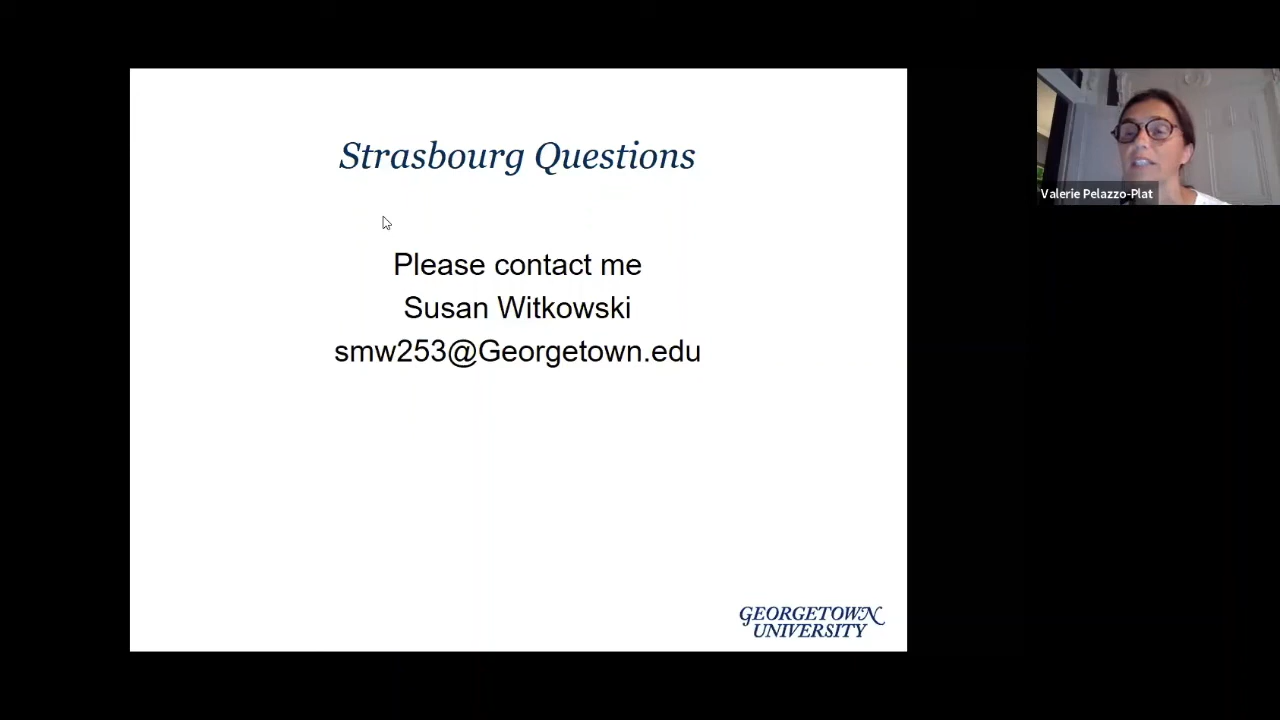 Strasbourg Questions
Please contact me
Susan Witkowski
smw253@Georgetown.edu
GEORGETOWN
UNIVERSITY
Valerie Pelazzo-Plat